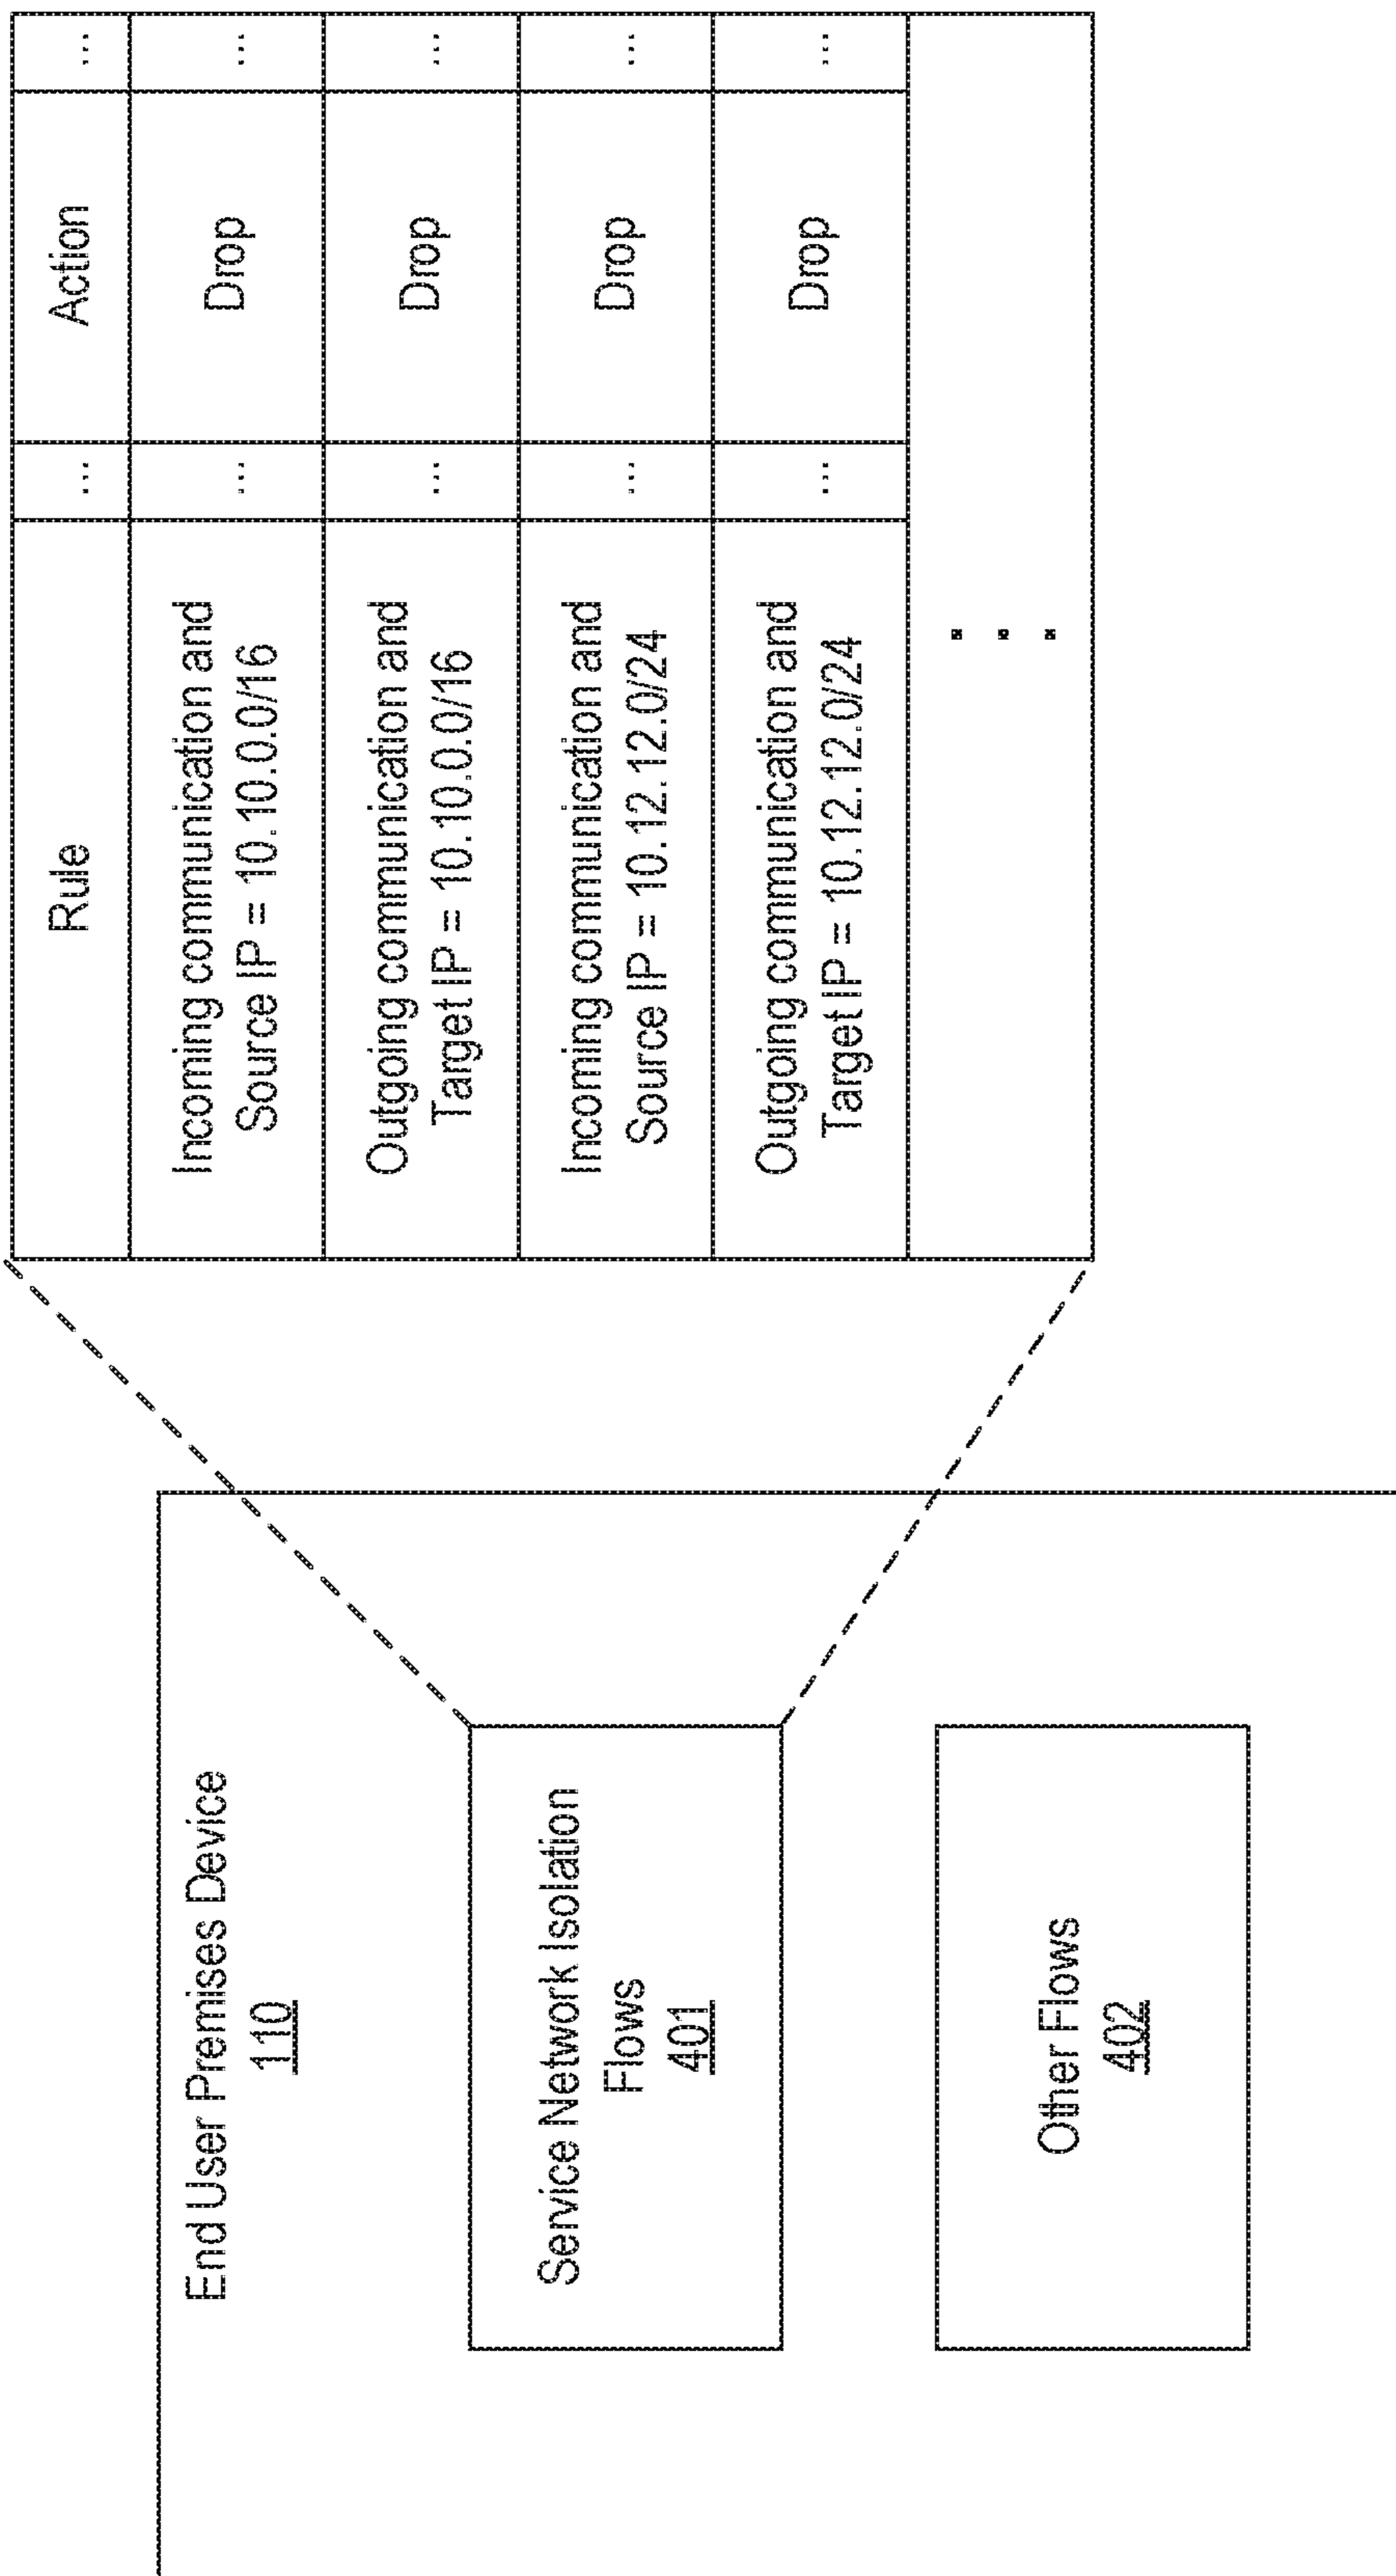 End User Premises Device
110
Service Network Isolation
Flows
401
Other Flows
402
Rule ... Action ...
Incoming communication and
Source IP = 10.10.0.0/16 ... Drop ...
Outgoing communication and
Target IP = 10.10.0.0/16 ... Drop ...
Incoming communication and
Source IP = 10.12.12.0/24 ... Drop ...
Outgoing communication and
Target IP = 10.12.12.0/24 ... Drop ...